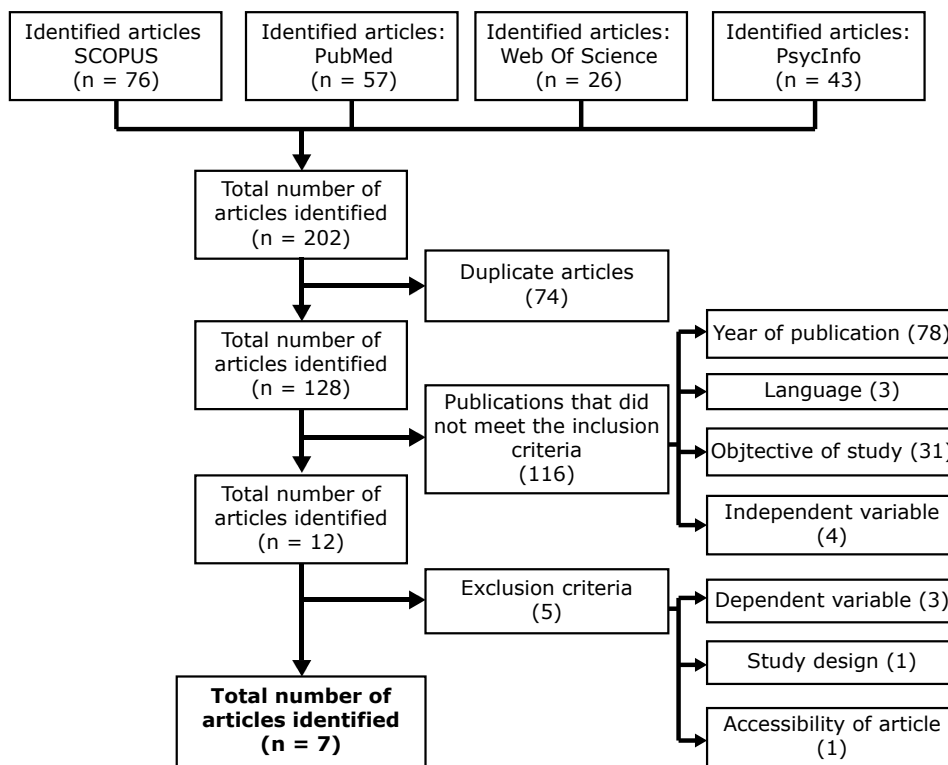 Identified articles
SCOPUS
(n = 76)
Identified articles:
PubMed
(n = 57)
Identified articles:
Web Of Science
(n = 26)
Identified articles:
PsycInfo
(n = 43)
Total number of
articles identified
(n = 202)
Duplicate articles
(74)
Total number of
articles identified
(n = 128)
Publications that did
not meet the inclusion
criteria
(116)
Year of publication (78)
Language (3)
Objtective of study (31)
Independent variable
(4)
Total number of
articles identified
(n = 12)
Exclusion criteria
(5)
Dependent variable (3)
Study design (1)
Accessibility of article
(1)
Total number of
articles identified
(n = 7)